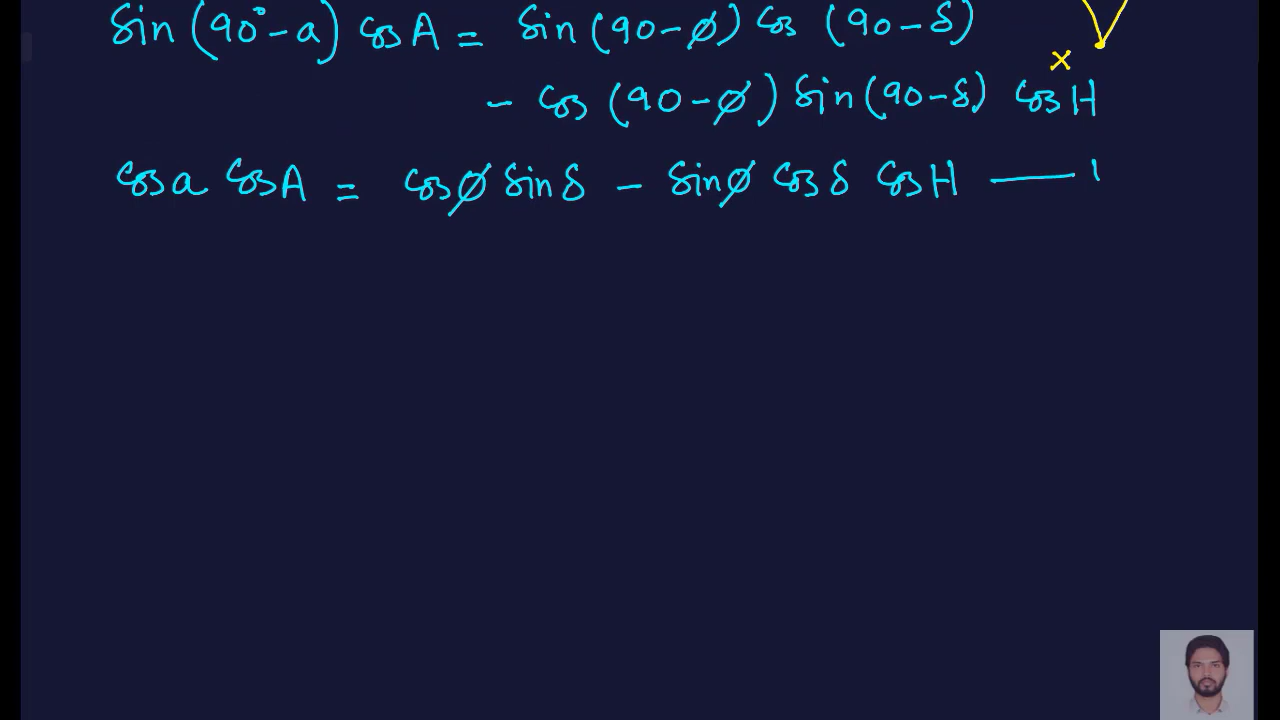 Sin (90° - a) Cos A = Sin (90 - ϕ) Cos (90 - δ)
x
- Cos (90 - ϕ) Sin (90 - δ) Cos H
Cos a Cos A = Cos ϕ Sin δ - Sin ϕ Cos δ Cos H — 1